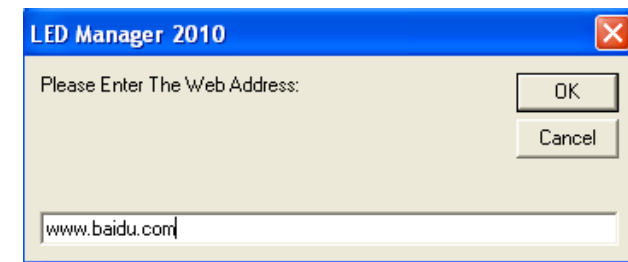 LED Manager 2010
Please Enter The Web Address:
OK
Cancel
www.baidu.com